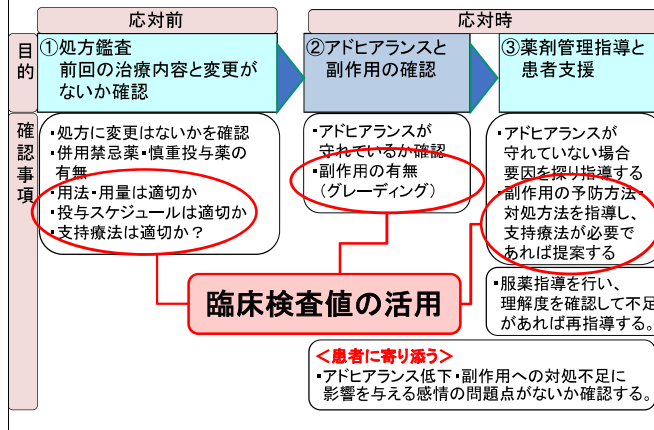 応対前
応対時
目的
①処方鑑査
前回の治療内容と変更が
ないか確認
②アドヒアランスと
副作用の確認
③薬剤管理指導と
患者支援
確認事項
▪処方に変更はないかを確認
▪併用禁忌薬・慎重投与薬の
有無
▪用法・用量は適切か
▪投与スケジュールは適切か
▪支持療法は適切か？
▪アドヒアランスが
守れているか確認
▪副作用の有無
（グレーディング）
▪アドヒアランスが
守れていない場合
要因を探り指導する
▪副作用の予防方法・
対処方法を指導し、
支持療法が必要で
あれば提案する
臨床検査値の活用
▪服薬指導を行い、
理解度を確認して不足
があれば再指導する。
＜患者に寄り添う＞
▪アドヒアランス低下・副作用への対処不足に
影響を与える感情の問題点がないか確認する。